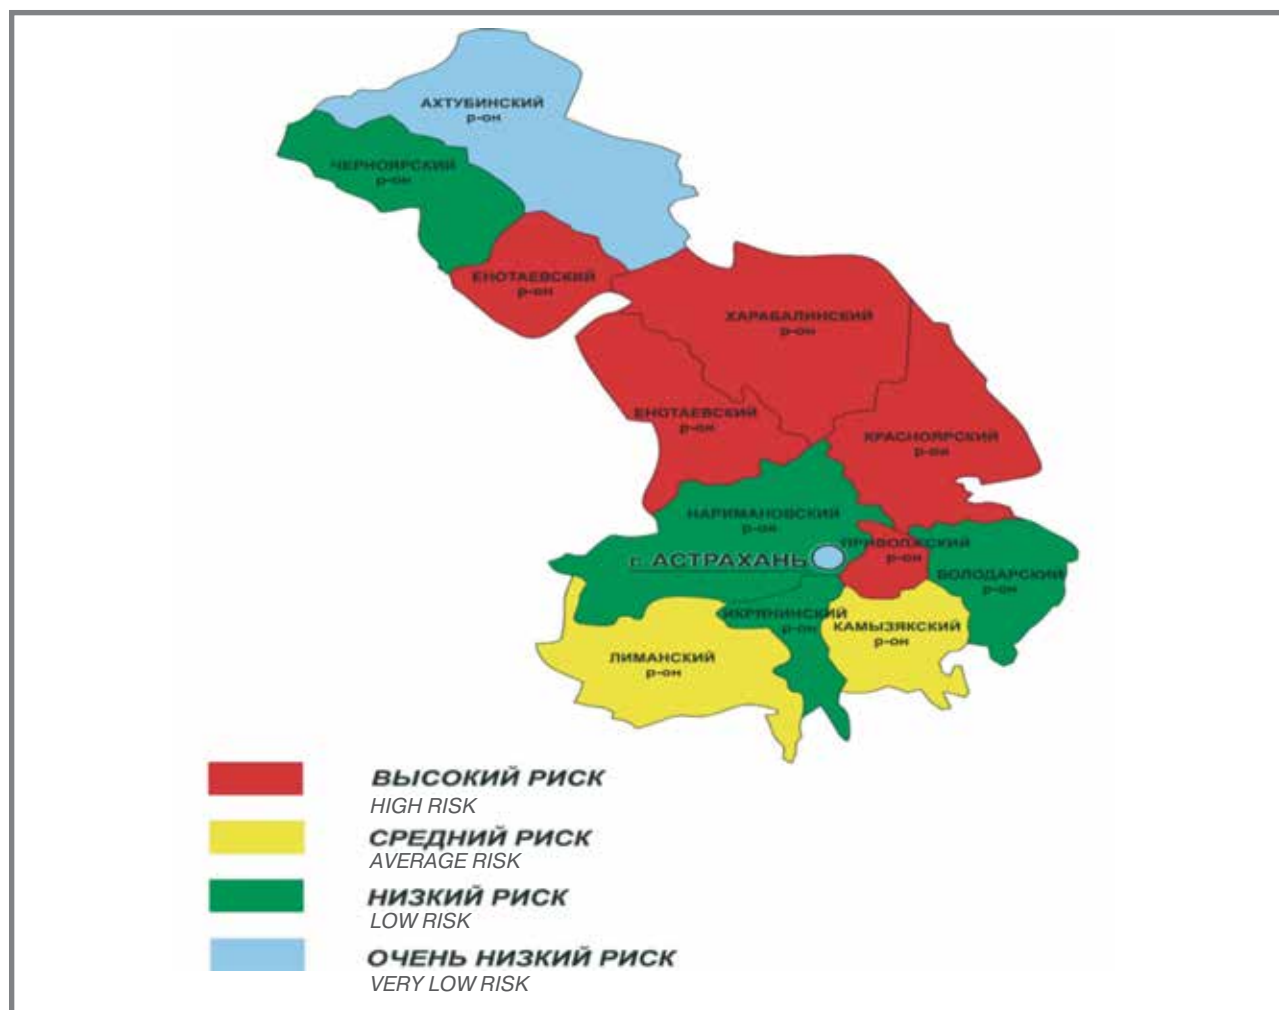 АХТУБИНСКИЙ
р-он
ЧЕРНОЯРСКИЙ
р-он
ЕНОТАЕВСКИЙ
р-он
ХАРАБАЛИНСКИЙ
р-он
ЕНОТАЕВСКИЙ
р-он
КРАСНОЯРСКИЙ
р-он
НАРИМАНОВСКИЙ
р-он
ПРИВОЛЖСКИЙ
р-он
г. АСТРАХАНЬ
ВОЛОДАРСКИЙ
р-он
ИКРЯНИНСКИЙ
р-он
КАМЫЗЯКСКИЙ
р-он
ЛИМАНСКИЙ
р-он
ВЫСОКИЙ РИСК
HIGH RISK
СРЕДНИЙ РИСК
AVERAGE RISK
НИЗКИЙ РИСК
LOW RISK
ОЧЕНЬ НИЗКИЙ РИСК
VERY LOW RISK